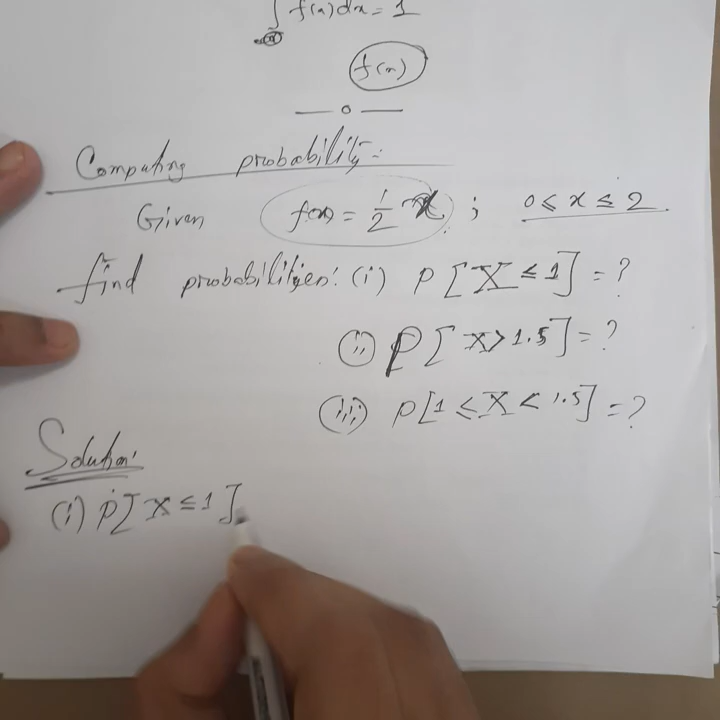 ∫ f(x)dx = 1
f(x)
Computing probability:
Given f(x) = 1/2 x ; 0 ≤ x ≤ 2
find probabilities: (i) P[X ≤ 1] = ?
(ii) P[X > 1.5] = ?
(iii) P[1 ≤ X < 1.5] = ?
Solution:
(i) P[X ≤ 1]